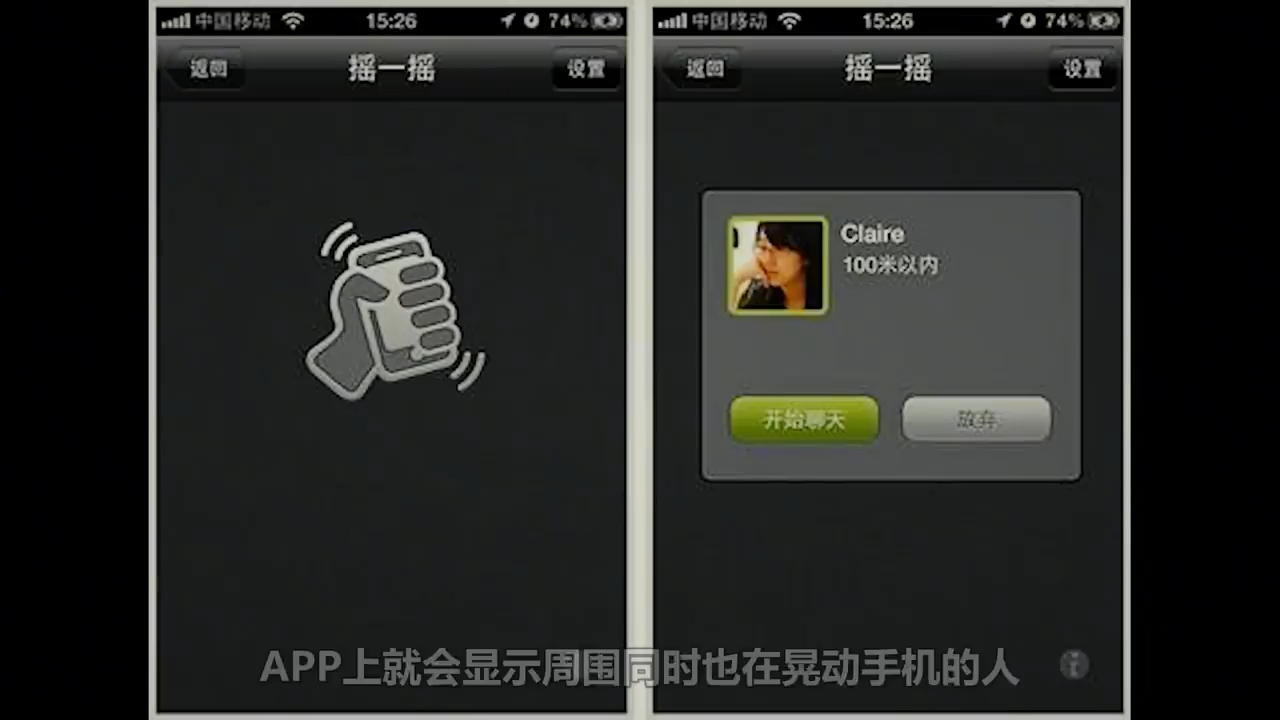 中国移动 15:26 74%
返回 摇一摇 设置
中国移动 15:26 74%
返回 摇一摇 设置
Claire
100米以内
开始聊天 放弃
APP上就会显示周围同时也在晃动手机的人